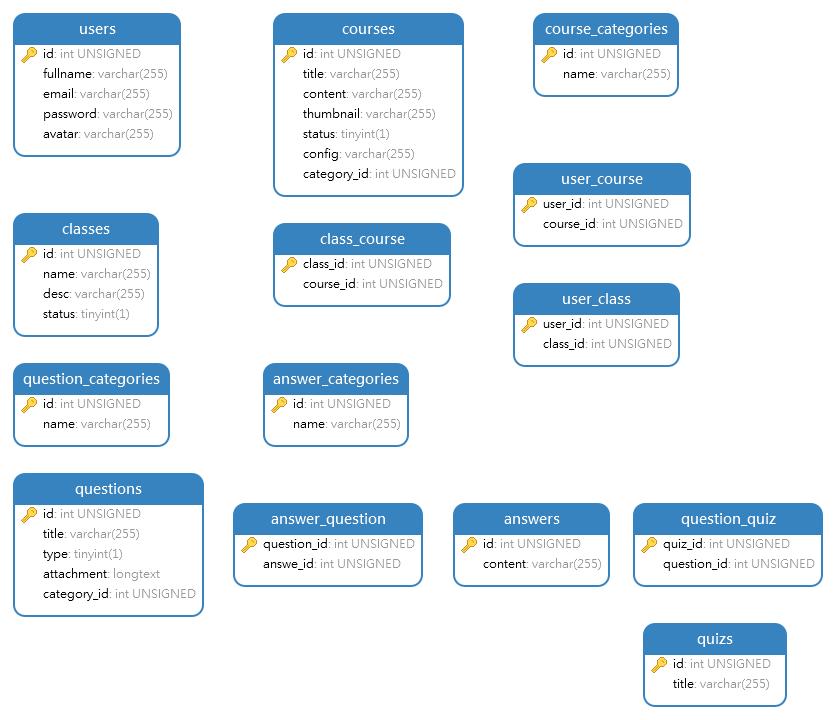 users
id: int UNSIGNED
fullname: varchar(255)
email: varchar(255)
password: varchar(255)
avatar: varchar(255)
courses
id: int UNSIGNED
title: varchar(255)
content: varchar(255)
thumbnail: varchar(255)
status: tinyint(1)
config: varchar(255)
category_id: int UNSIGNED
course_categories
id: int UNSIGNED
name: varchar(255)
user_course
user_id: int UNSIGNED
course_id: int UNSIGNED
classes
id: int UNSIGNED
name: varchar(255)
desc: varchar(255)
status: tinyint(1)
class_course
class_id: int UNSIGNED
course_id: int UNSIGNED
user_class
user_id: int UNSIGNED
class_id: int UNSIGNED
question_categories
id: int UNSIGNED
name: varchar(255)
answer_categories
id: int UNSIGNED
name: varchar(255)
questions
id: int UNSIGNED
title: varchar(255)
type: tinyint(1)
attachment: longtext
category_id: int UNSIGNED
answer_question
question_id: int UNSIGNED
answe_id: int UNSIGNED
answers
id: int UNSIGNED
content: varchar(255)
question_quiz
quiz_id: int UNSIGNED
question_id: int UNSIGNED
quizs
id: int UNSIGNED
title: varchar(255)